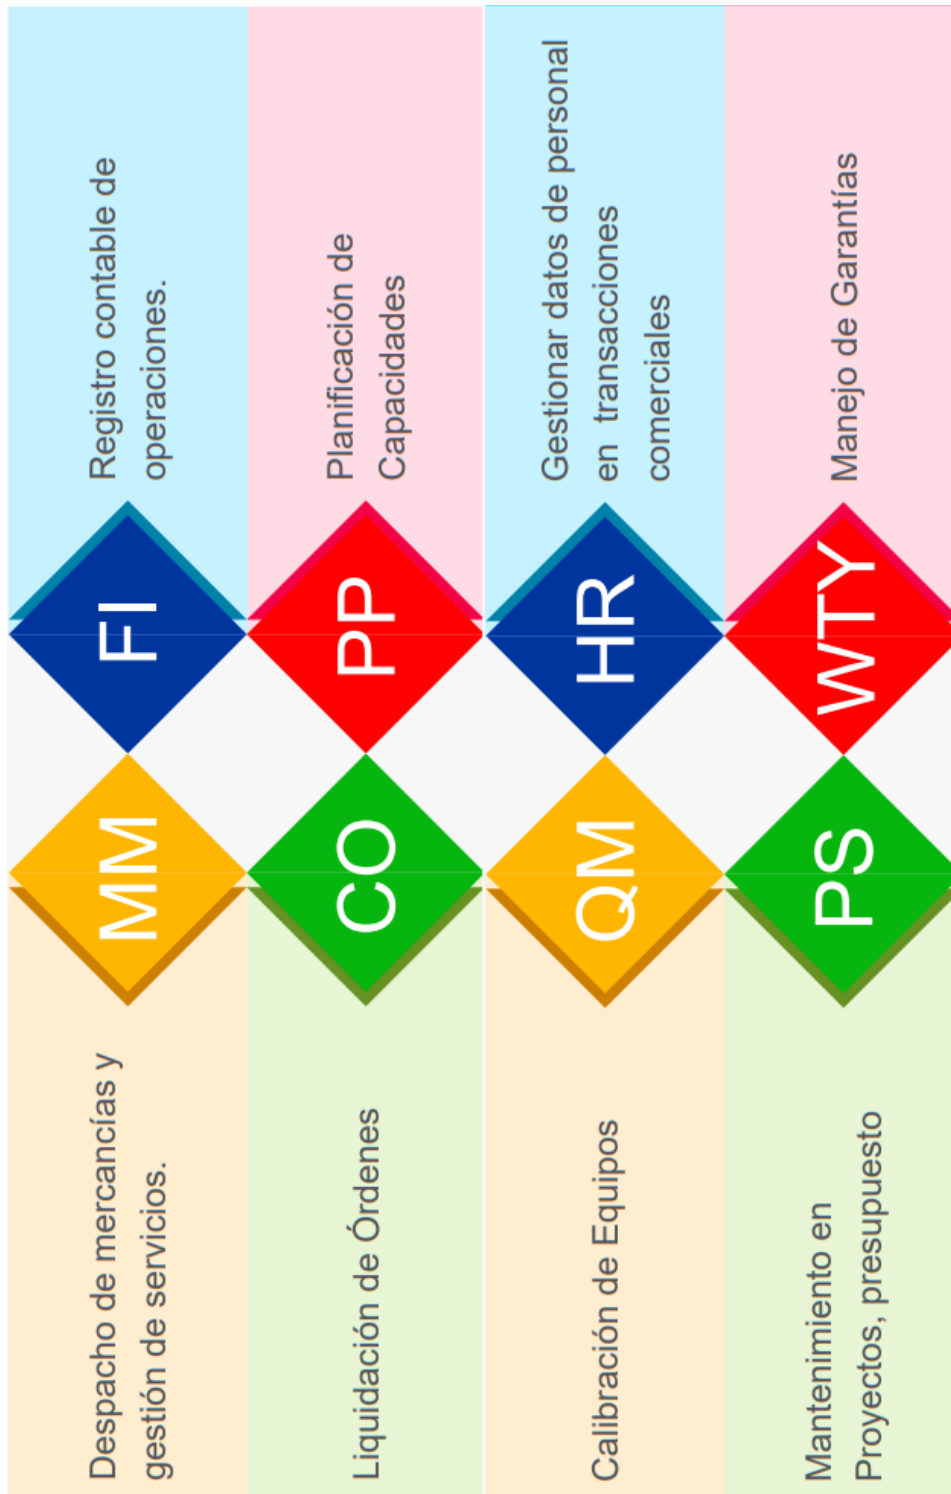 Despacho de mercancías y
gestión de servicios.
MM
FI
Registro contable de
operaciones.
Liquidación de Órdenes
CO
PP
Planificación de
Capacidades
Calibración de Equipos
QM
HR
Gestionar datos de personal
en transacciones
comerciales
Mantenimiento en
Proyectos, presupuesto
PS
WTY
Manejo de Garantías